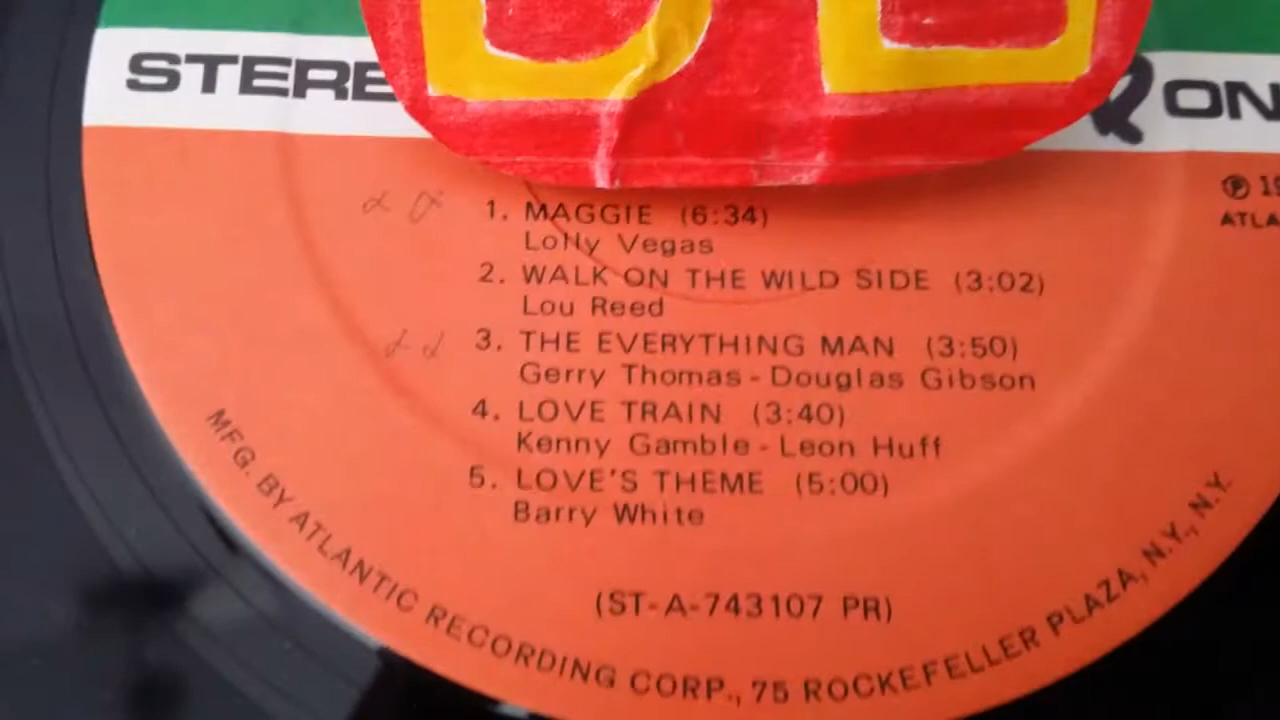 STERE
ON
℗ 19
ATLA
1. MAGGIE (6:34)
Lolly Vegas
2. WALK ON THE WILD SIDE (3:02)
Lou Reed
3. THE EVERYTHING MAN (3:50)
Gerry Thomas - Douglas Gibson
4. LOVE TRAIN (3:40)
Kenny Gamble - Leon Huff
5. LOVE'S THEME (5:00)
Barry White
(ST-A-743107 PR)
MFG. BY ATLANTIC RECORDING CORP., 75 ROCKEFELLER PLAZA, N.Y., N.Y.